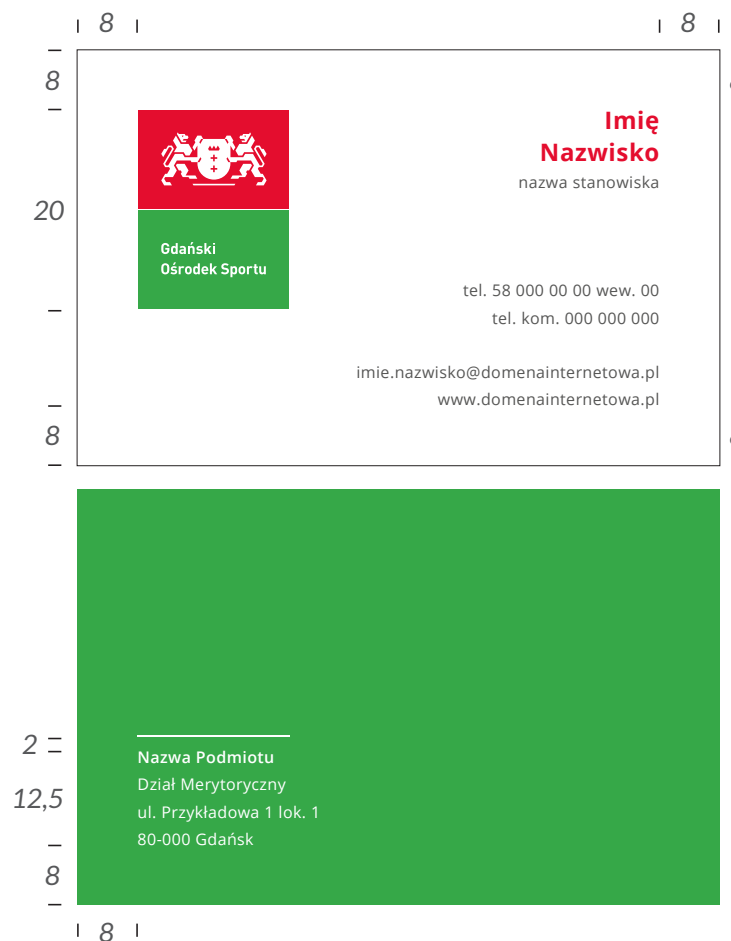 8 8
8
Imię
Nazwisko
nazwa stanowiska
20
Gdański
Ośrodek Sportu
tel. 58 000 00 00 wew. 00
tel. kom. 000 000 000
imie.nazwisko@domenainternetowa.pl
www.domenainternetowa.pl
8
2
Nazwa Podmiotu
Dział Merytoryczny
12,5
ul. Przykładowa 1 lok. 1
80-000 Gdańsk
8
8